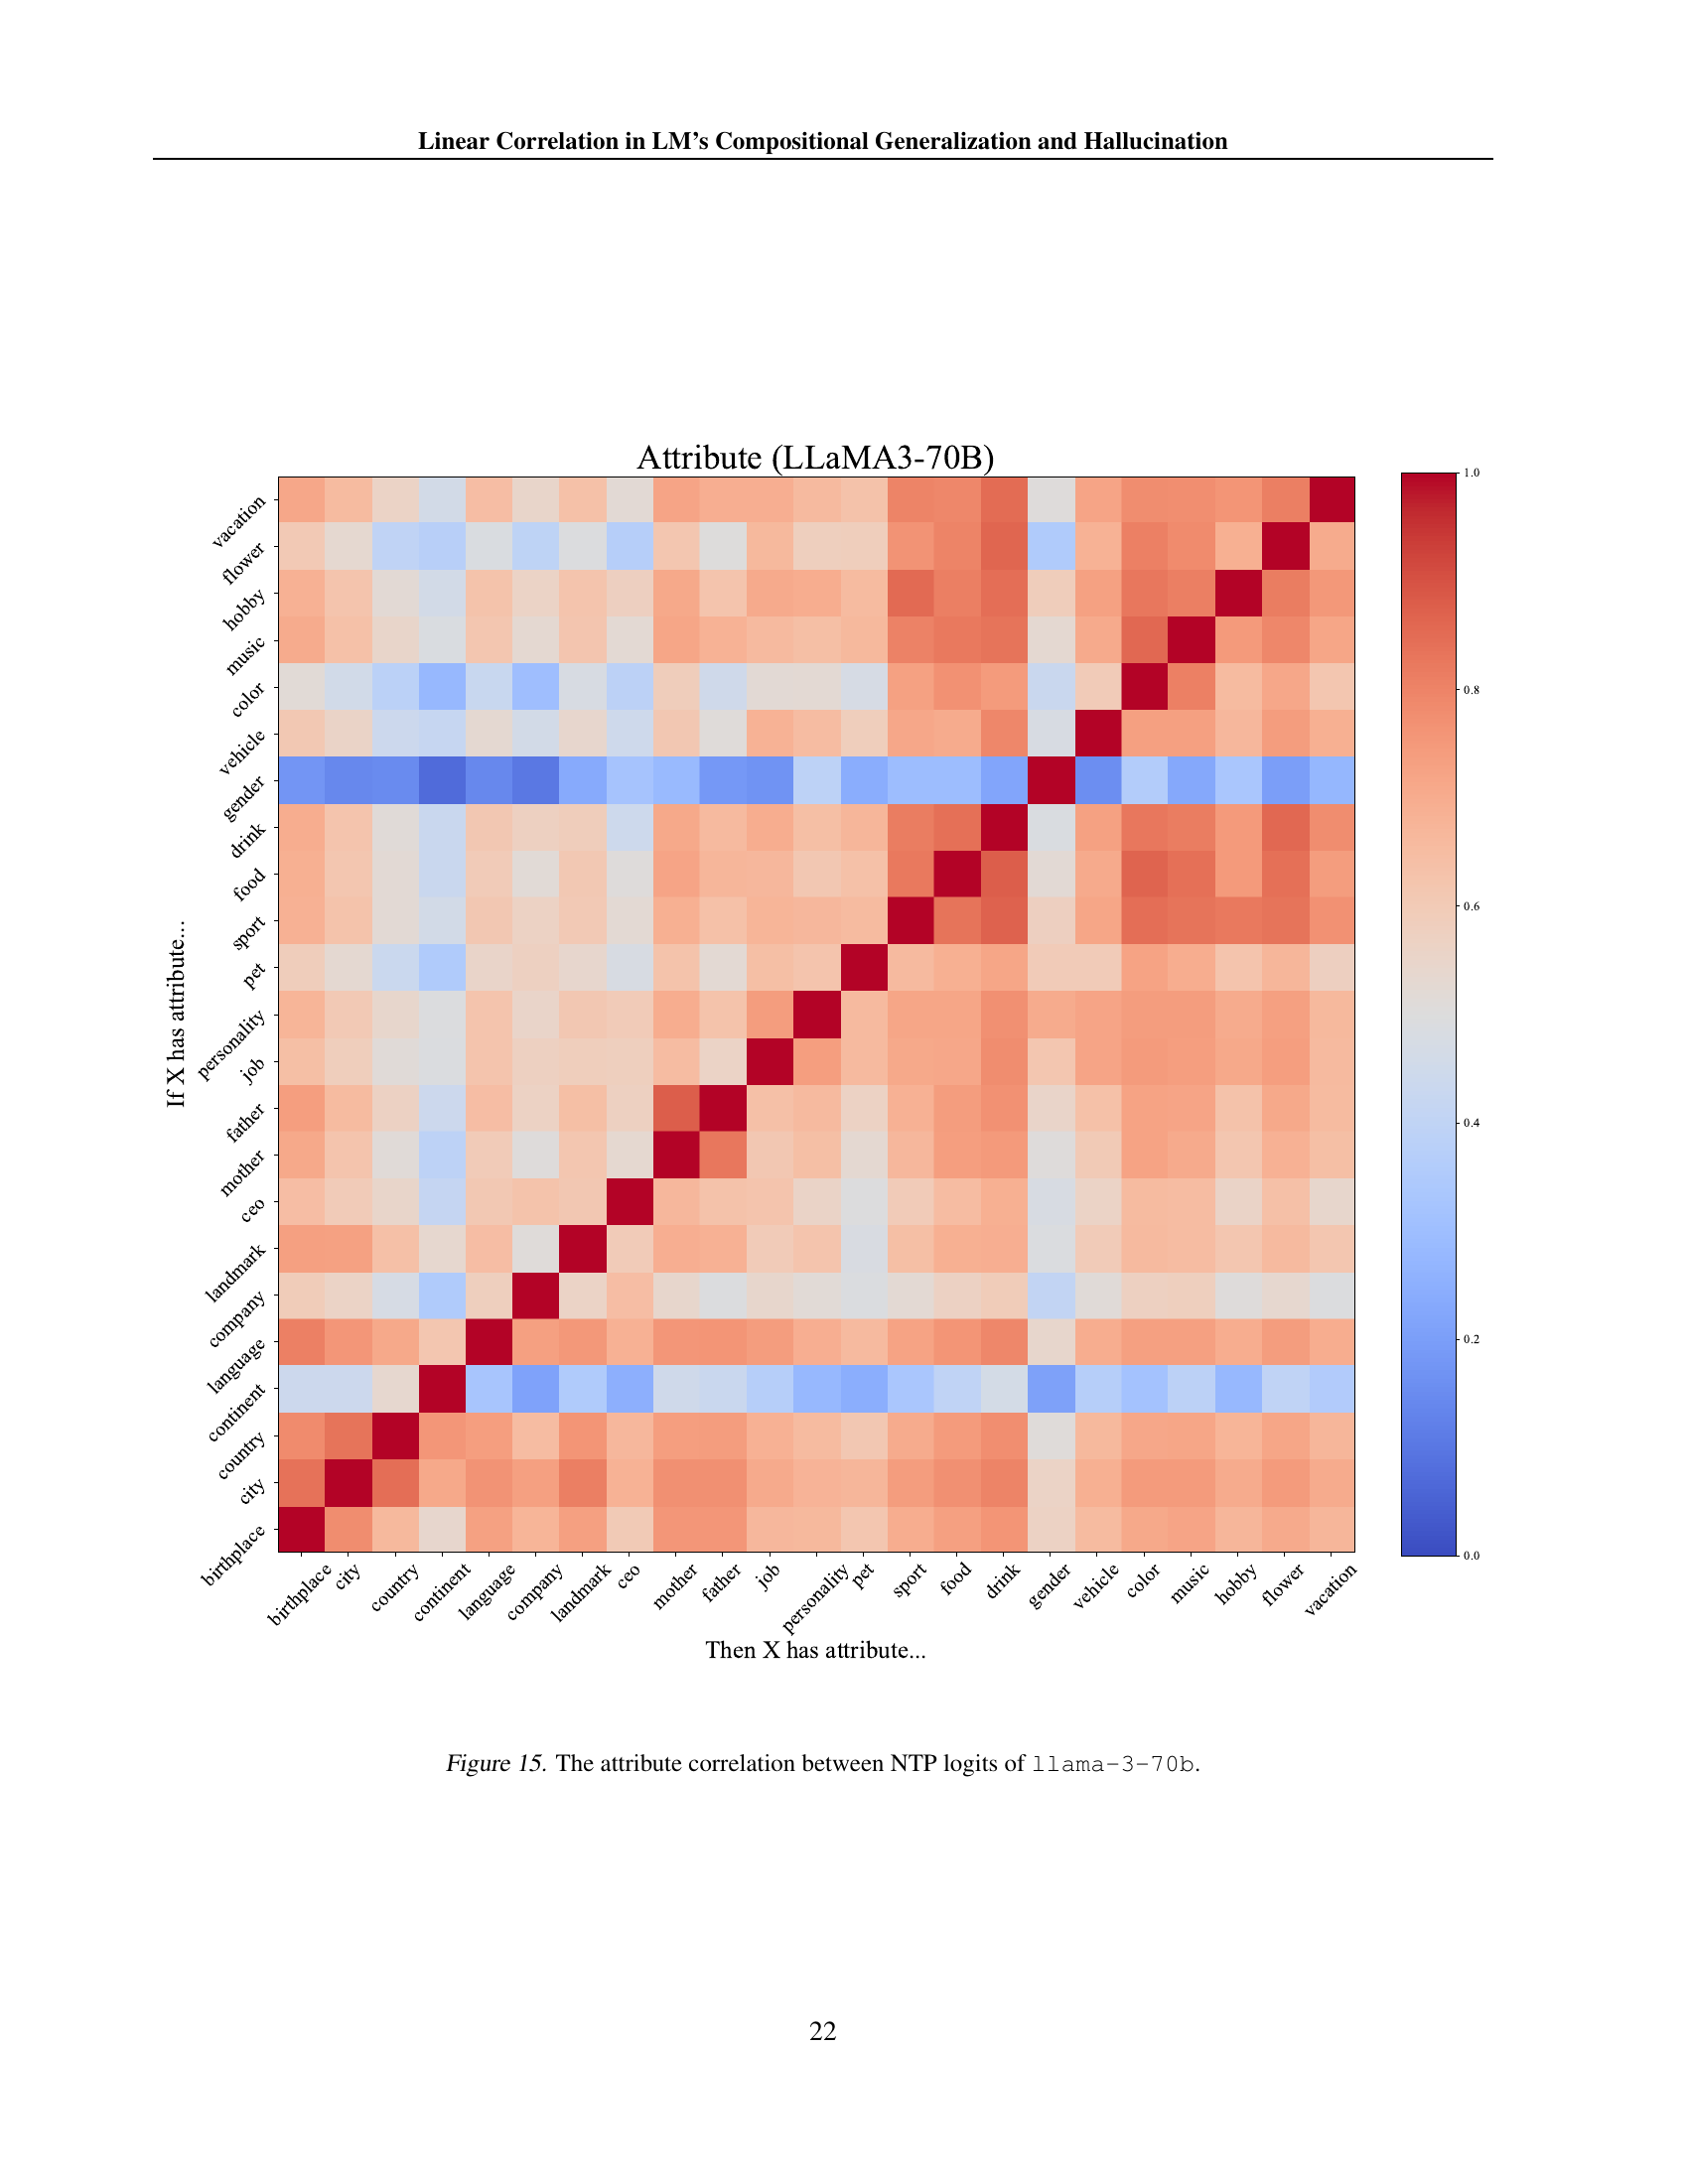 Linear Correlation in LM's Compositional Generalization and Hallucination
Attribute (LLaMA3-70B)
If X has attribute...
vacation
flower
hobby
music
color
vehicle
gender
drink
food
sport
pet
personality
job
father
mother
ceo
landmark
company
language
continent
country
city
birthplace
birthplace
city
country
continent
language
company
landmark
ceo
mother
father
job
personality
pet
sport
food
drink
gender
vehicle
color
music
hobby
flower
vacation
Then X has attribute...
1.0
0.8
0.6
0.4
0.2
0.0
Figure 15. The attribute correlation between NTP logits of llama-3-70b.
22